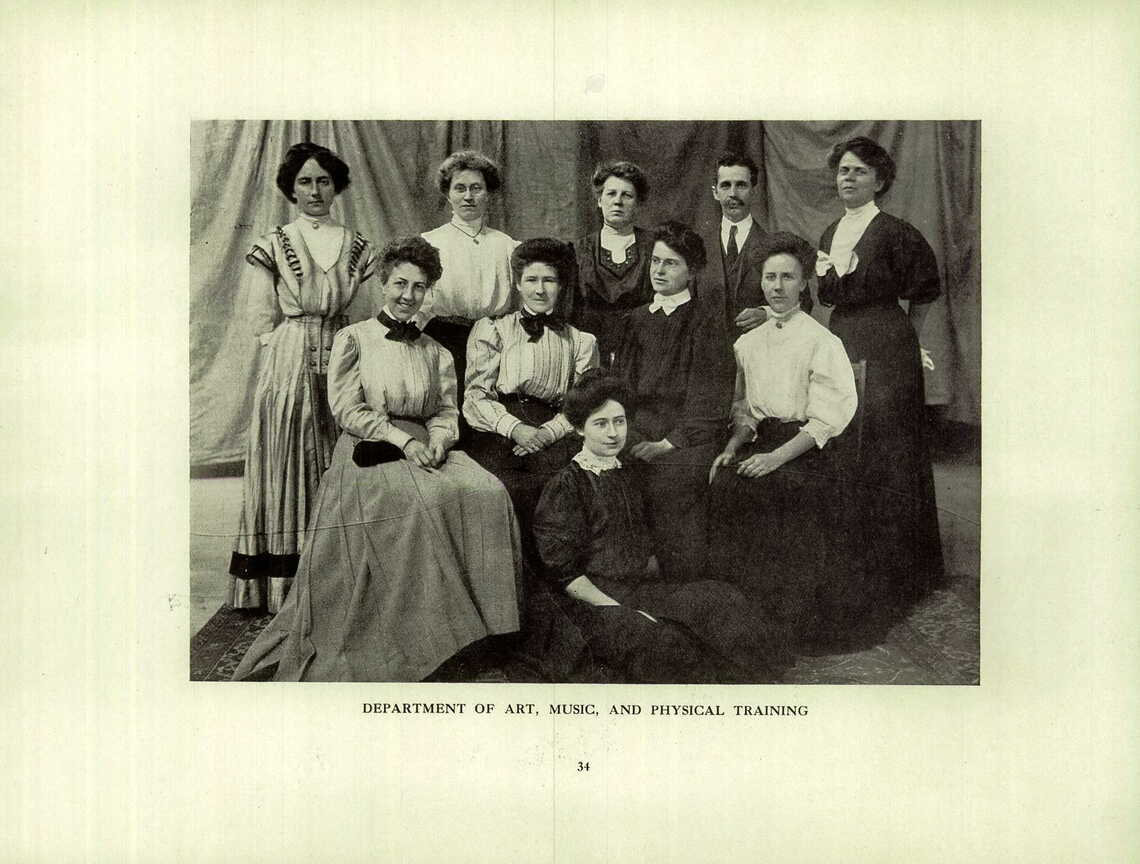 DEPARTMENT OF ART, MUSIC, AND PHYSICAL TRAINING
34